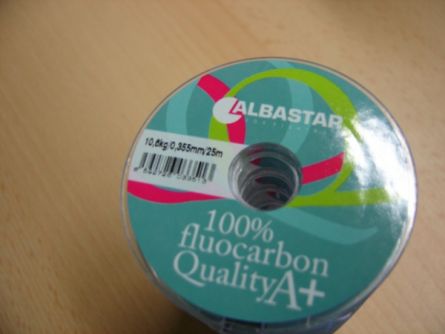 ALBASTAR
10,6kg/0,355mm/25m
100%
fluocarbon
Quality A+